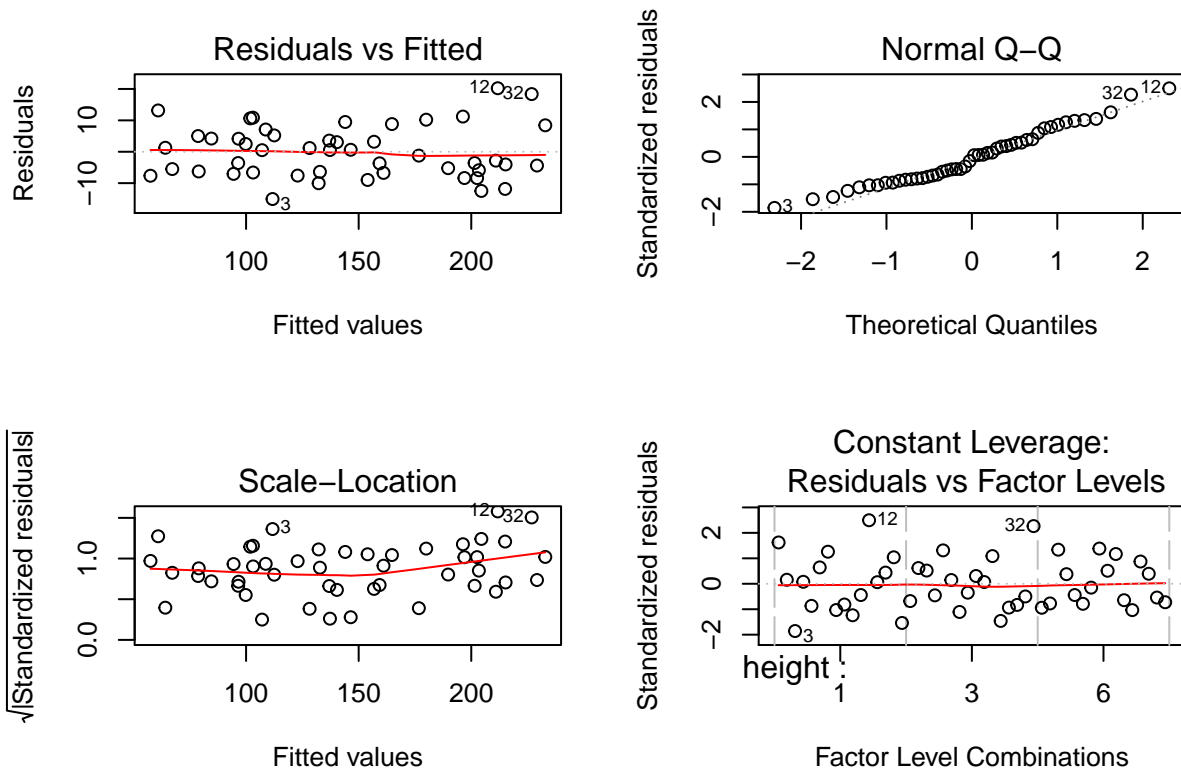 Residuals vs Fitted
Residuals
10
−10
12
32
3
100 150 200
Fitted values
Normal Q−Q
Standardized residuals
2
0
−2
3
32
12
−2 −1 0 1 2
Theoretical Quantiles
Scale−Location
√|Standardized residuals|
1.0
0.0
3
12
32
100 150 200
Fitted values
Constant Leverage:
Residuals vs Factor Levels
Standardized residuals
2
0
−2
12
32
3
height :
1 3 6
Factor Level Combinations